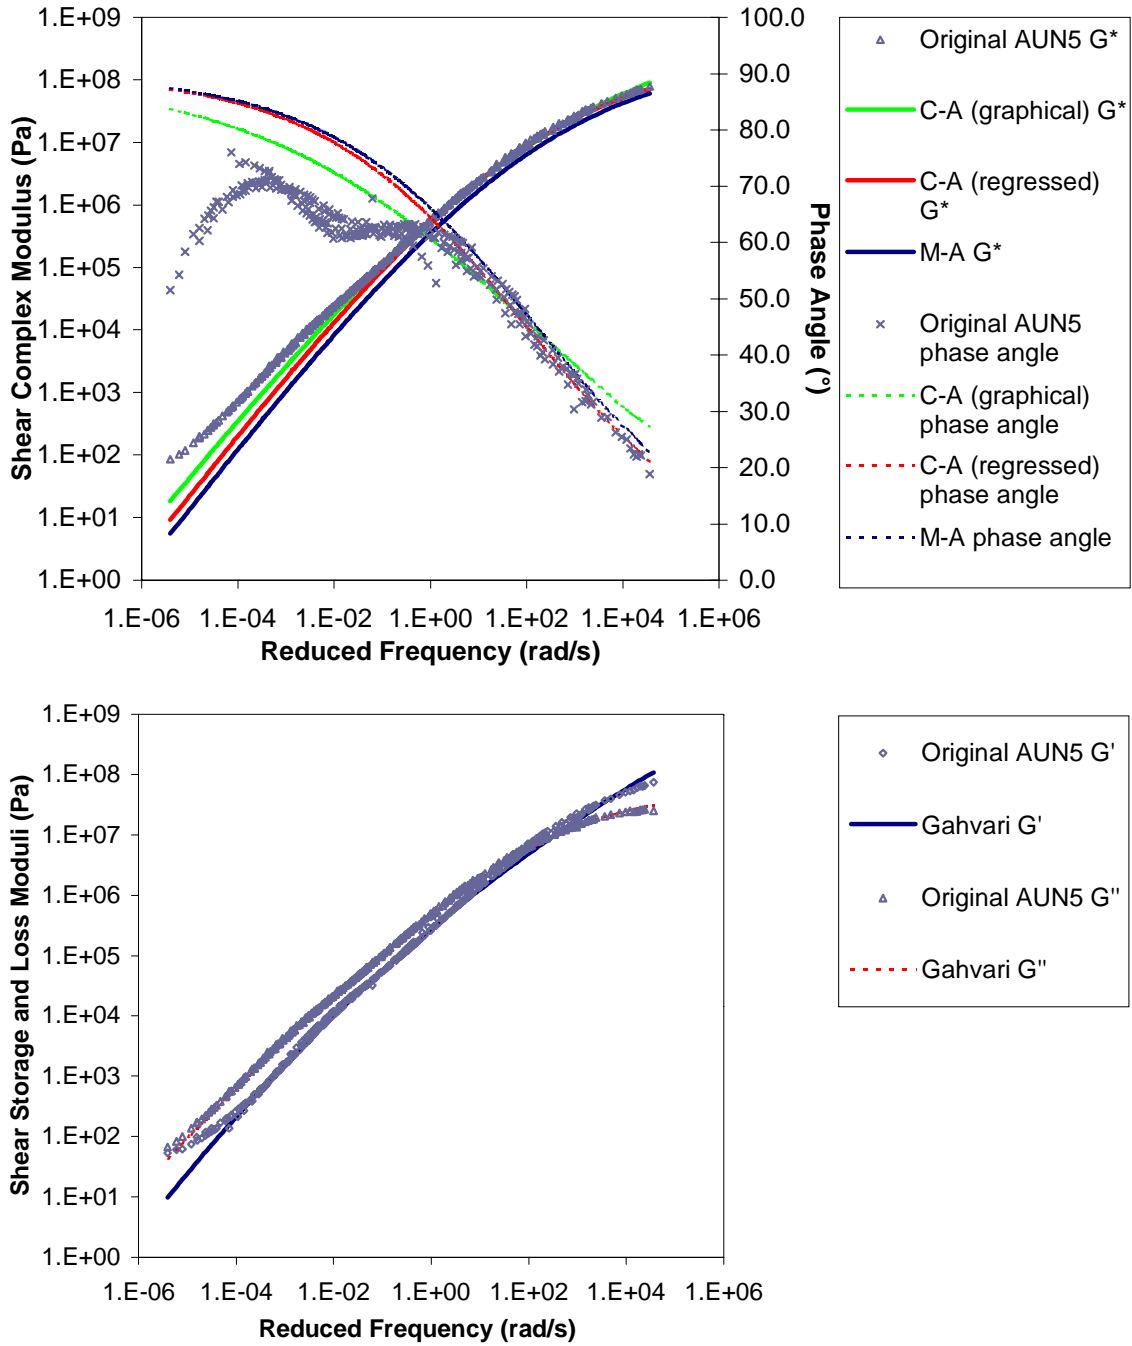 1.E+09
1.E+08
1.E+07
1.E+06
1.E+05
1.E+04
1.E+03
1.E+02
1.E+01
1.E+00
Shear Complex Modulus (Pa)
1.E-06 1.E-04 1.E-02 1.E+00 1.E+02 1.E+04 1.E+06
Reduced Frequency (rad/s)
100.0
90.0
80.0
70.0
60.0
50.0
40.0
30.0
20.0
10.0
0.0
Phase Angle (°)
Original AUN5 G*
C-A (graphical) G*
C-A (regressed)
G*
M-A G*
Original AUN5
phase angle
C-A (graphical)
phase angle
C-A (regressed)
phase angle
M-A phase angle
1.E+09
1.E+08
1.E+07
1.E+06
1.E+05
1.E+04
1.E+03
1.E+02
1.E+01
1.E+00
Shear Storage and Loss Moduli (Pa)
1.E-06 1.E-04 1.E-02 1.E+00 1.E+02 1.E+04 1.E+06
Reduced Frequency (rad/s)
Original AUN5 G'
Gahvari G'
Original AUN5 G"
Gahvari G"